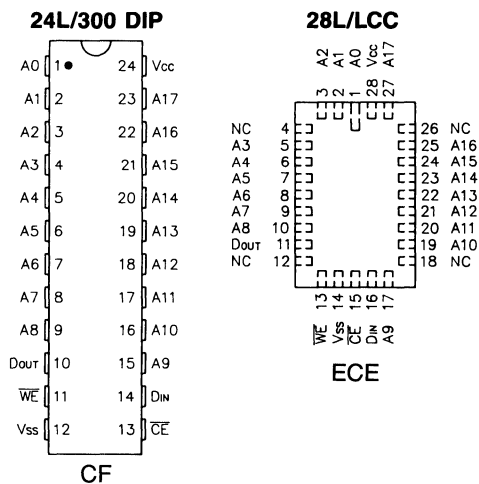 24L/300 DIP
A0 1 24 Vcc
A1 2 23 A17
A2 3 22 A16
A3 4 21 A15
A4 5 20 A14
A5 6 19 A13
A6 7 18 A12
A7 8 17 A11
A8 9 16 A10
DOUT 10 15 A9
W̅E̅ 11 14 DIN
Vss 12 13 C̅E̅
CF
28L/LCC
A2 A1 A0 Vcc A17
3 2 1 28 27
NC 4 26 NC
A3 5 25 A16
A4 6 24 A15
A5 7 23 A14
A6 8 22 A13
A7 9 21 A12
A8 10 20 A11
DOUT 11 19 A10
NC 12 18 NC
13 14 15 16 17
W̅E̅ Vss C̅E̅ DIN A9
ECE